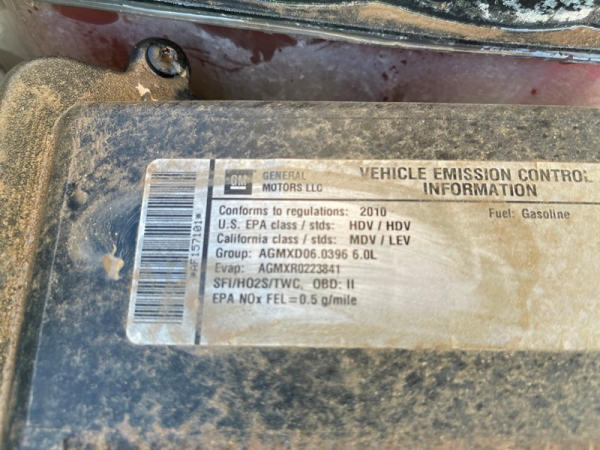 GM GENERAL MOTORS LLC
VEHICLE EMISSION CONTROL INFORMATION
Conforms to regulations: 2010 Fuel: Gasoline
U.S. EPA class / stds: HDV / HDV
California class / stds: MDV / LEV
Group: AGMXD06.0396 6.0L
Evap: AGMXR0223841
SFI/HO2S/TWC, OBD: II
EPA NOx FEL=0.5 g/mile
*AF157101*